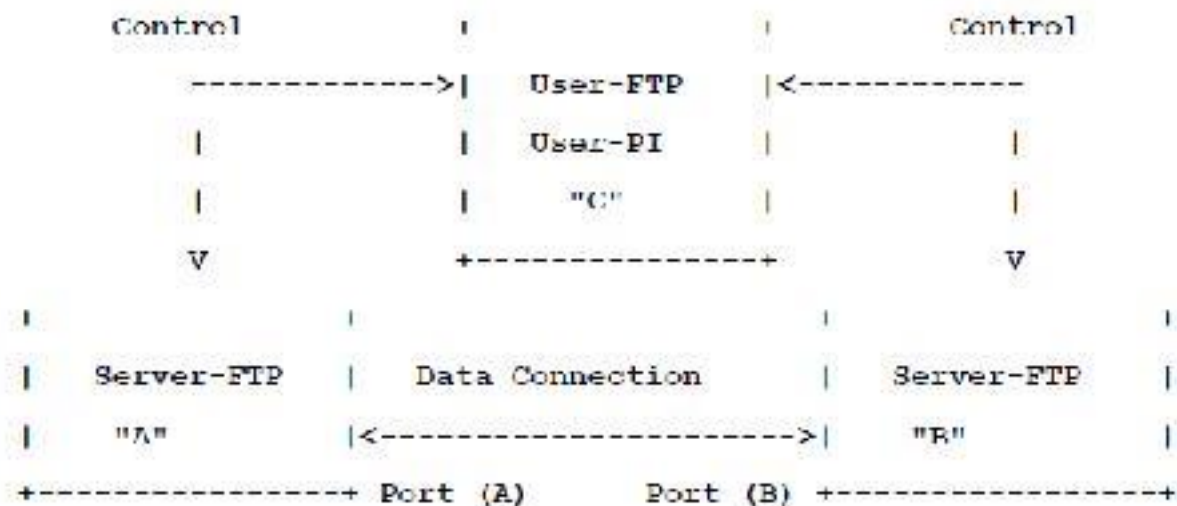 Control Control
User-FTP
User-PI
"C"
Server-FTP Data Connection Server-FTP
"A" "B"
Port (A) Port (B)